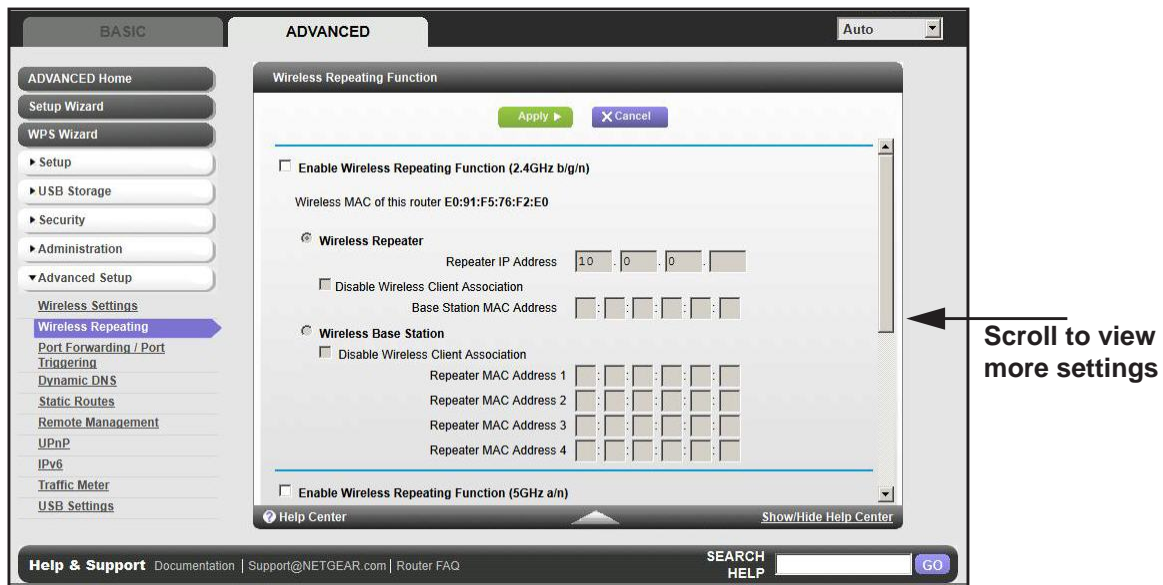 BASIC
ADVANCED
Auto
ADVANCED Home
Setup Wizard
WPS Wizard
Setup
USB Storage
Security
Administration
Advanced Setup
Wireless Settings
Wireless Repeating
Port Forwarding / Port
Triggering
Dynamic DNS
Static Routes
Remote Management
UPnP
IPv6
Traffic Meter
USB Settings
Wireless Repeating Function
Apply
X Cancel
Enable Wireless Repeating Function (2.4GHz b/g/n)
Wireless MAC of this router E0:91:F5:76:F2:E0
Wireless Repeater
Repeater IP Address 10 . 0 . 0 .
Disable Wireless Client Association
Base Station MAC Address : : : : :
Wireless Base Station
Disable Wireless Client Association
Repeater MAC Address 1 : : : : :
Repeater MAC Address 2 : : : : :
Repeater MAC Address 3 : : : : :
Repeater MAC Address 4 : : : : :
Enable Wireless Repeating Function (5GHz a/n)
? Help Center
Show/Hide Help Center
Scroll to view
more settings
Help & Support Documentation | Support@NETGEAR.com | Router FAQ
SEARCH
HELP
GO